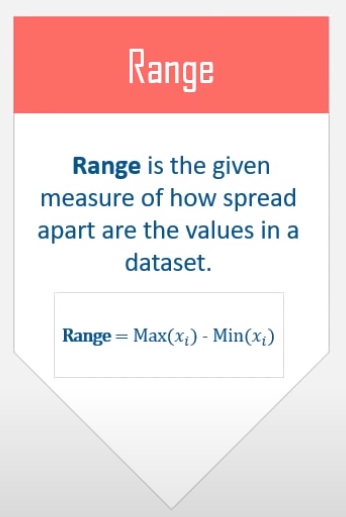 Range
Range is the given
measure of how spread
apart are the values in a
dataset.
Range = Max(xᵢ) - Min(xᵢ)